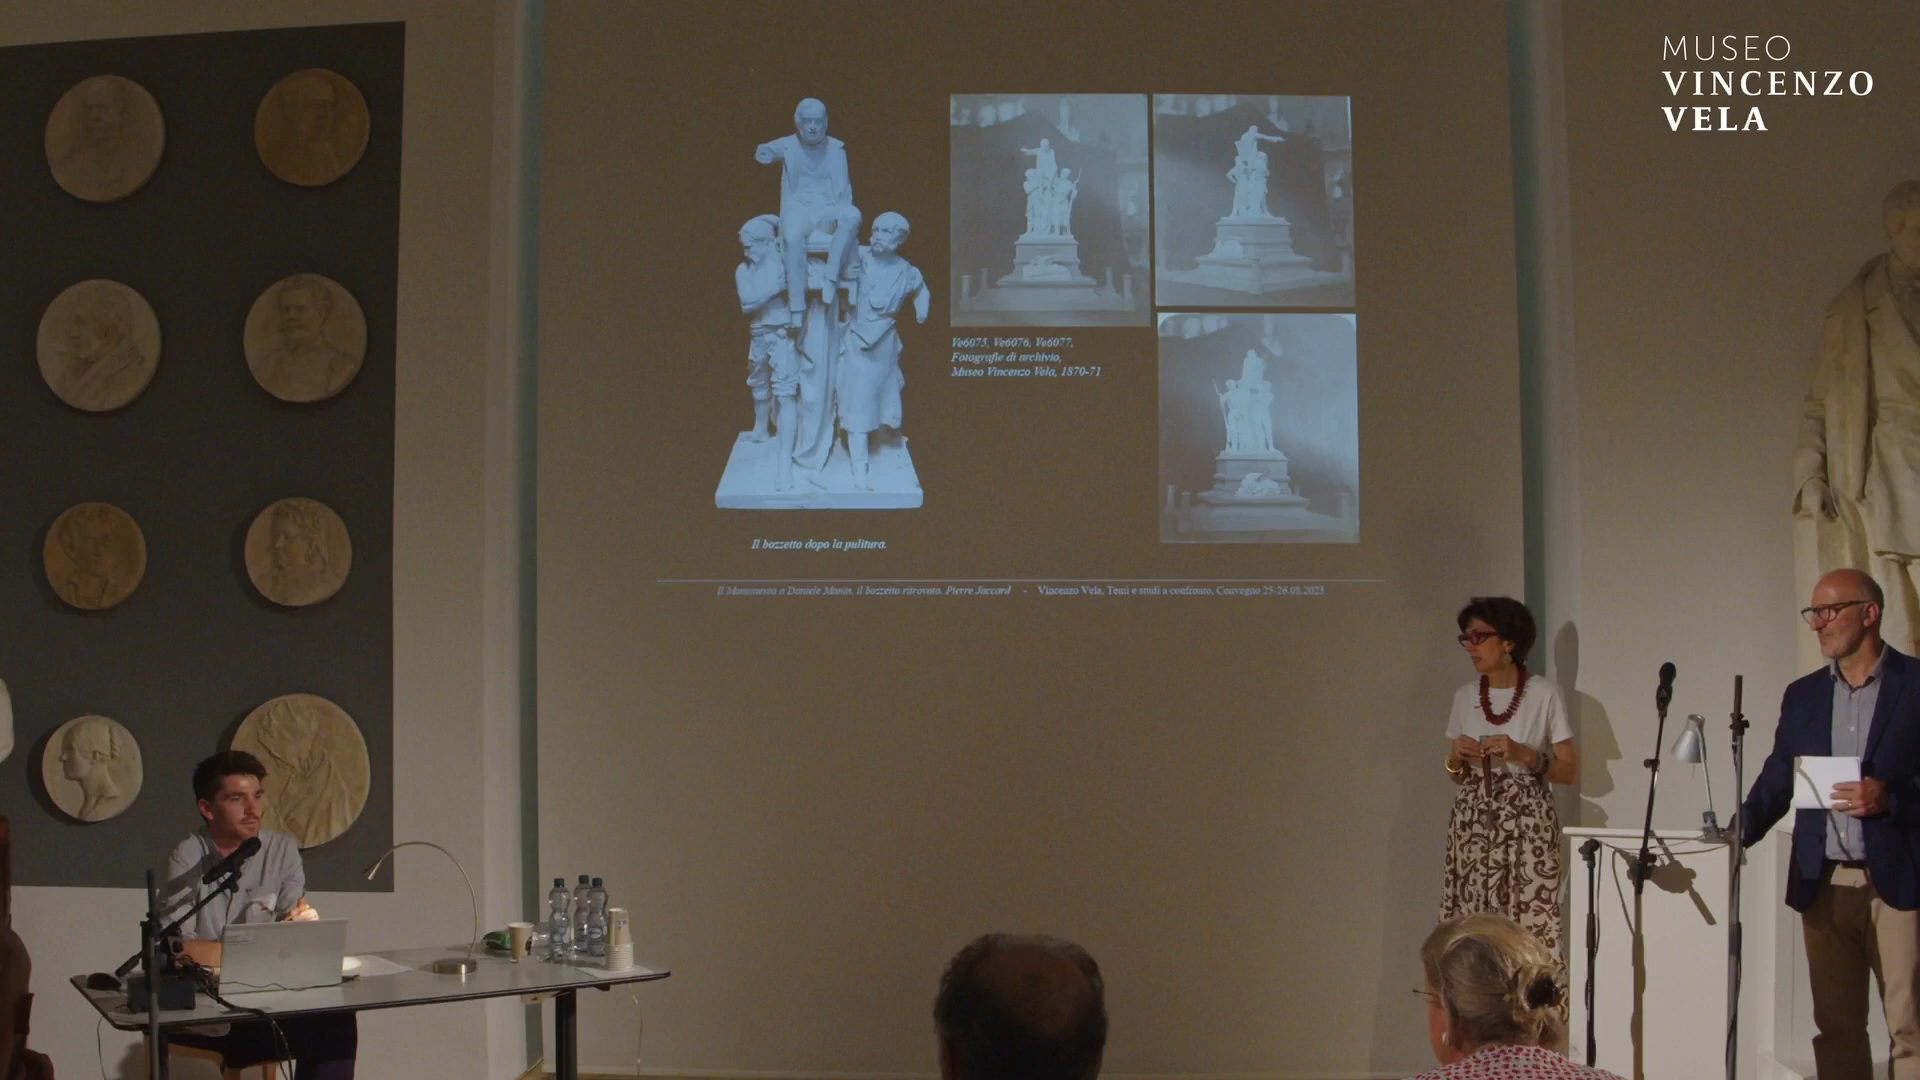 MUSEO
VINCENZO
VELA
Ve6075, Ve6076, Ve6077,
Fotografie di archivio,
Museo Vincenzo Vela, 1870-71
Il bozzetto dopo la pulitura.
Il Monumento a Daniele Manin, il bozzetto ritrovato. Pierre Jaccard - Vincenzo Vela, Temi e studi a confronto, Convegno 25-26.08.2023